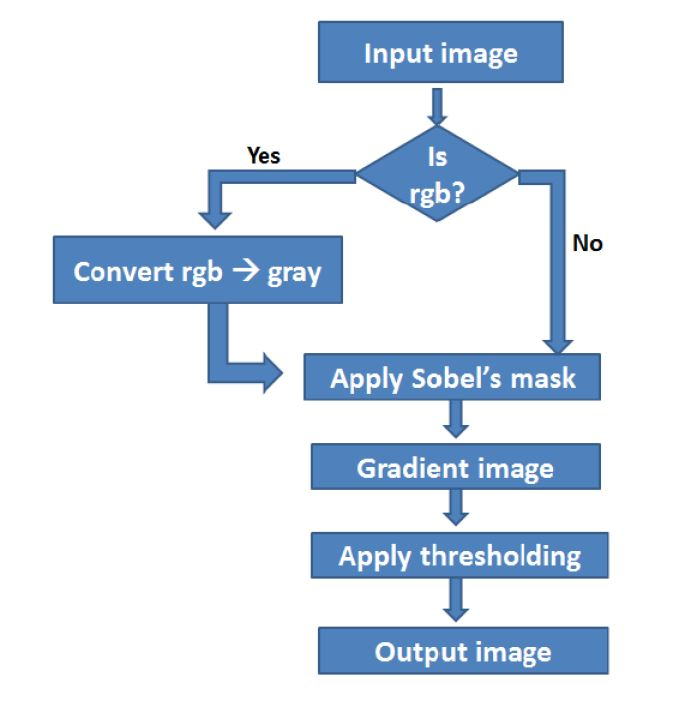 Input image
Is
rgb?
Yes
No
Convert rgb → gray
Apply Sobel’s mask
Gradient image
Apply thresholding
Output image